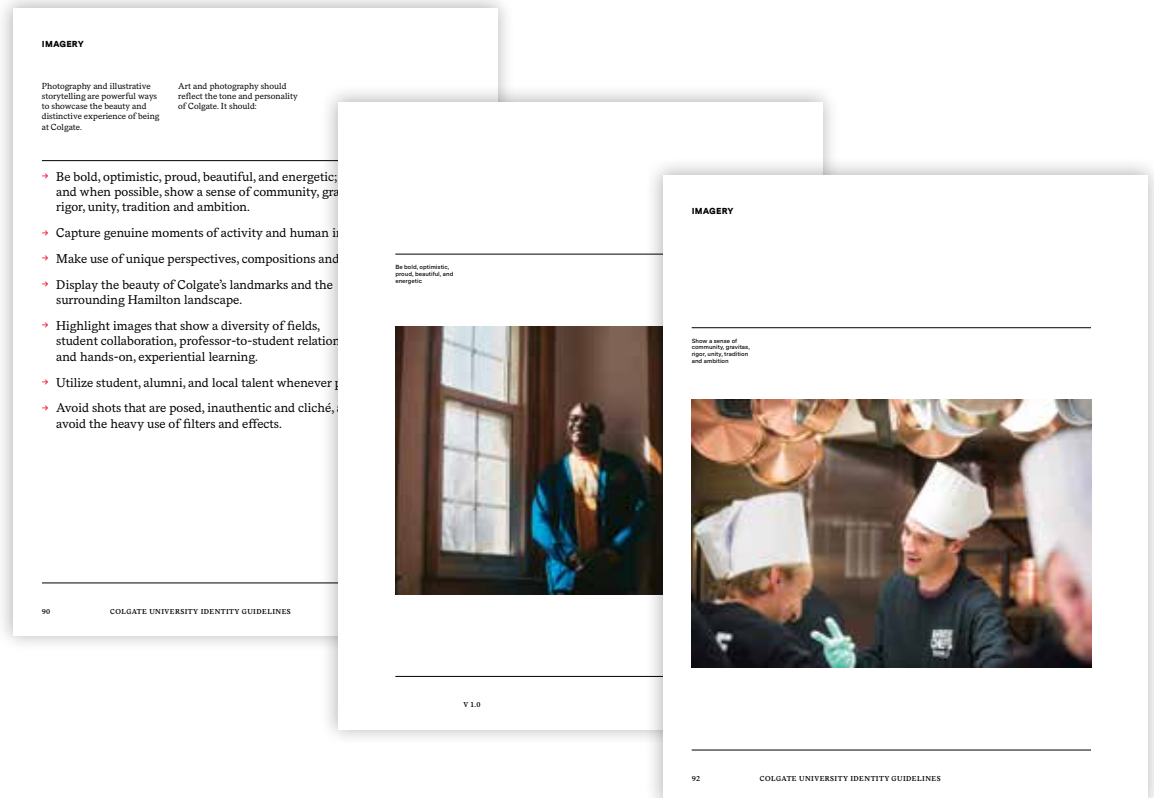 IMAGERY
Photography and illustrative
storytelling are powerful ways
to showcase the beauty and
distinctive experience of being
at Colgate.
Art and photography should
reflect the tone and personality
of Colgate. It should:
→ Be bold, optimistic, proud, beautiful, and energetic;
and when possible, show a sense of community, gra
rigor, unity, tradition and ambition.
→ Capture genuine moments of activity and human i
→ Make use of unique perspectives, compositions and
→ Display the beauty of Colgate’s landmarks and the
surrounding Hamilton landscape.
→ Highlight images that show a diversity of fields,
student collaboration, professor-to-student relation
and hands-on, experiential learning.
→ Utilize student, alumni, and local talent whenever p
→ Avoid shots that are posed, inauthentic and cliché,
avoid the heavy use of filters and effects.
90 COLGATE UNIVERSITY IDENTITY GUIDELINES
Be bold, optimistic,
proud, beautiful, and
energetic
V 1.0
IMAGERY
Show a sense of
community, gravitas,
rigor, unity, tradition
and ambition
92 COLGATE UNIVERSITY IDENTITY GUIDELINES